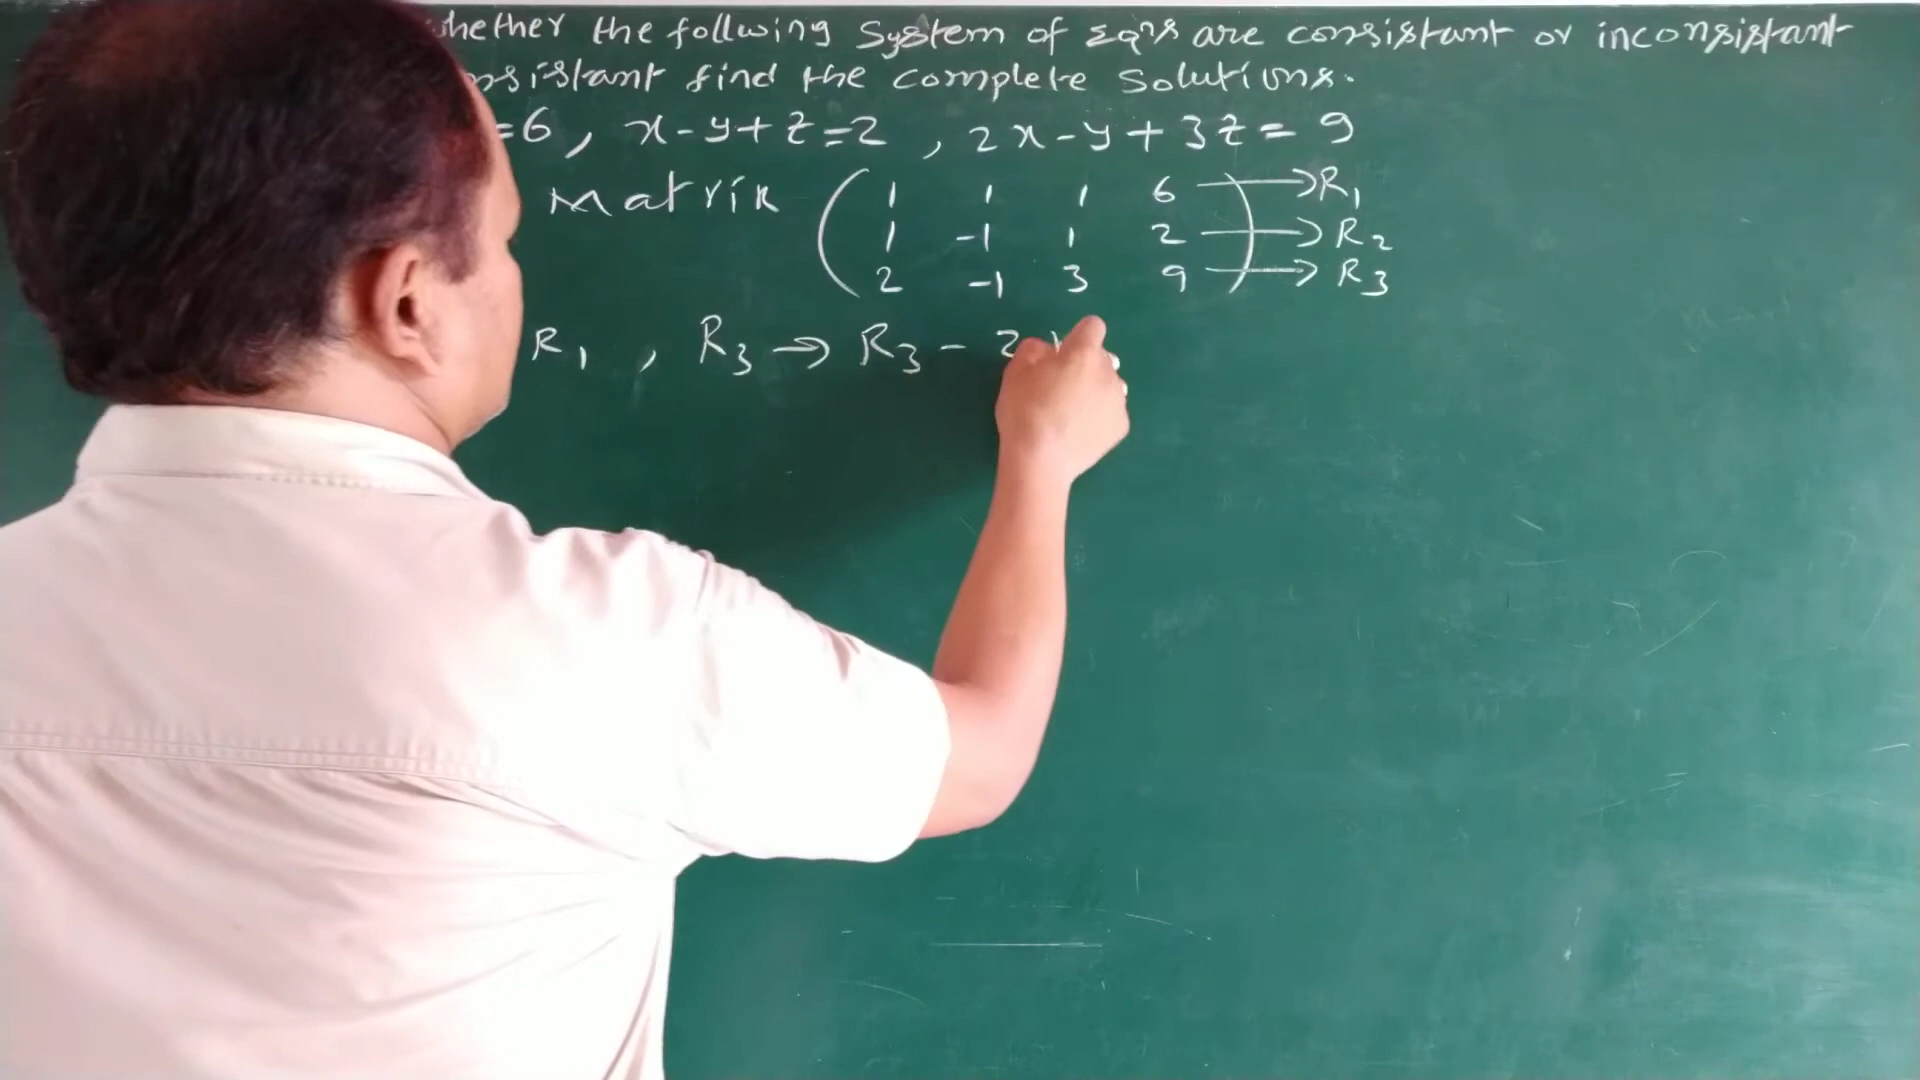 whether the following system of Eqns are consistant or inconsistant
find the complete solutions.
=6, x-y+z=2, 2x-y+3z=9
Matrix ( 1 1 1 6 ) → R1
1 -1 1 2 → R2
2 -1 3 9 → R3
R1, R3 → R3 - 2